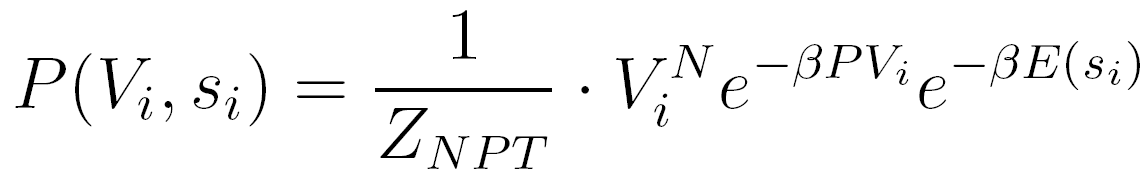 P(V_i, s_i) = \frac{1}{Z_{NPT}} \cdot V_i^N e^{-\beta P V_i} e^{-\beta E(s_i)}